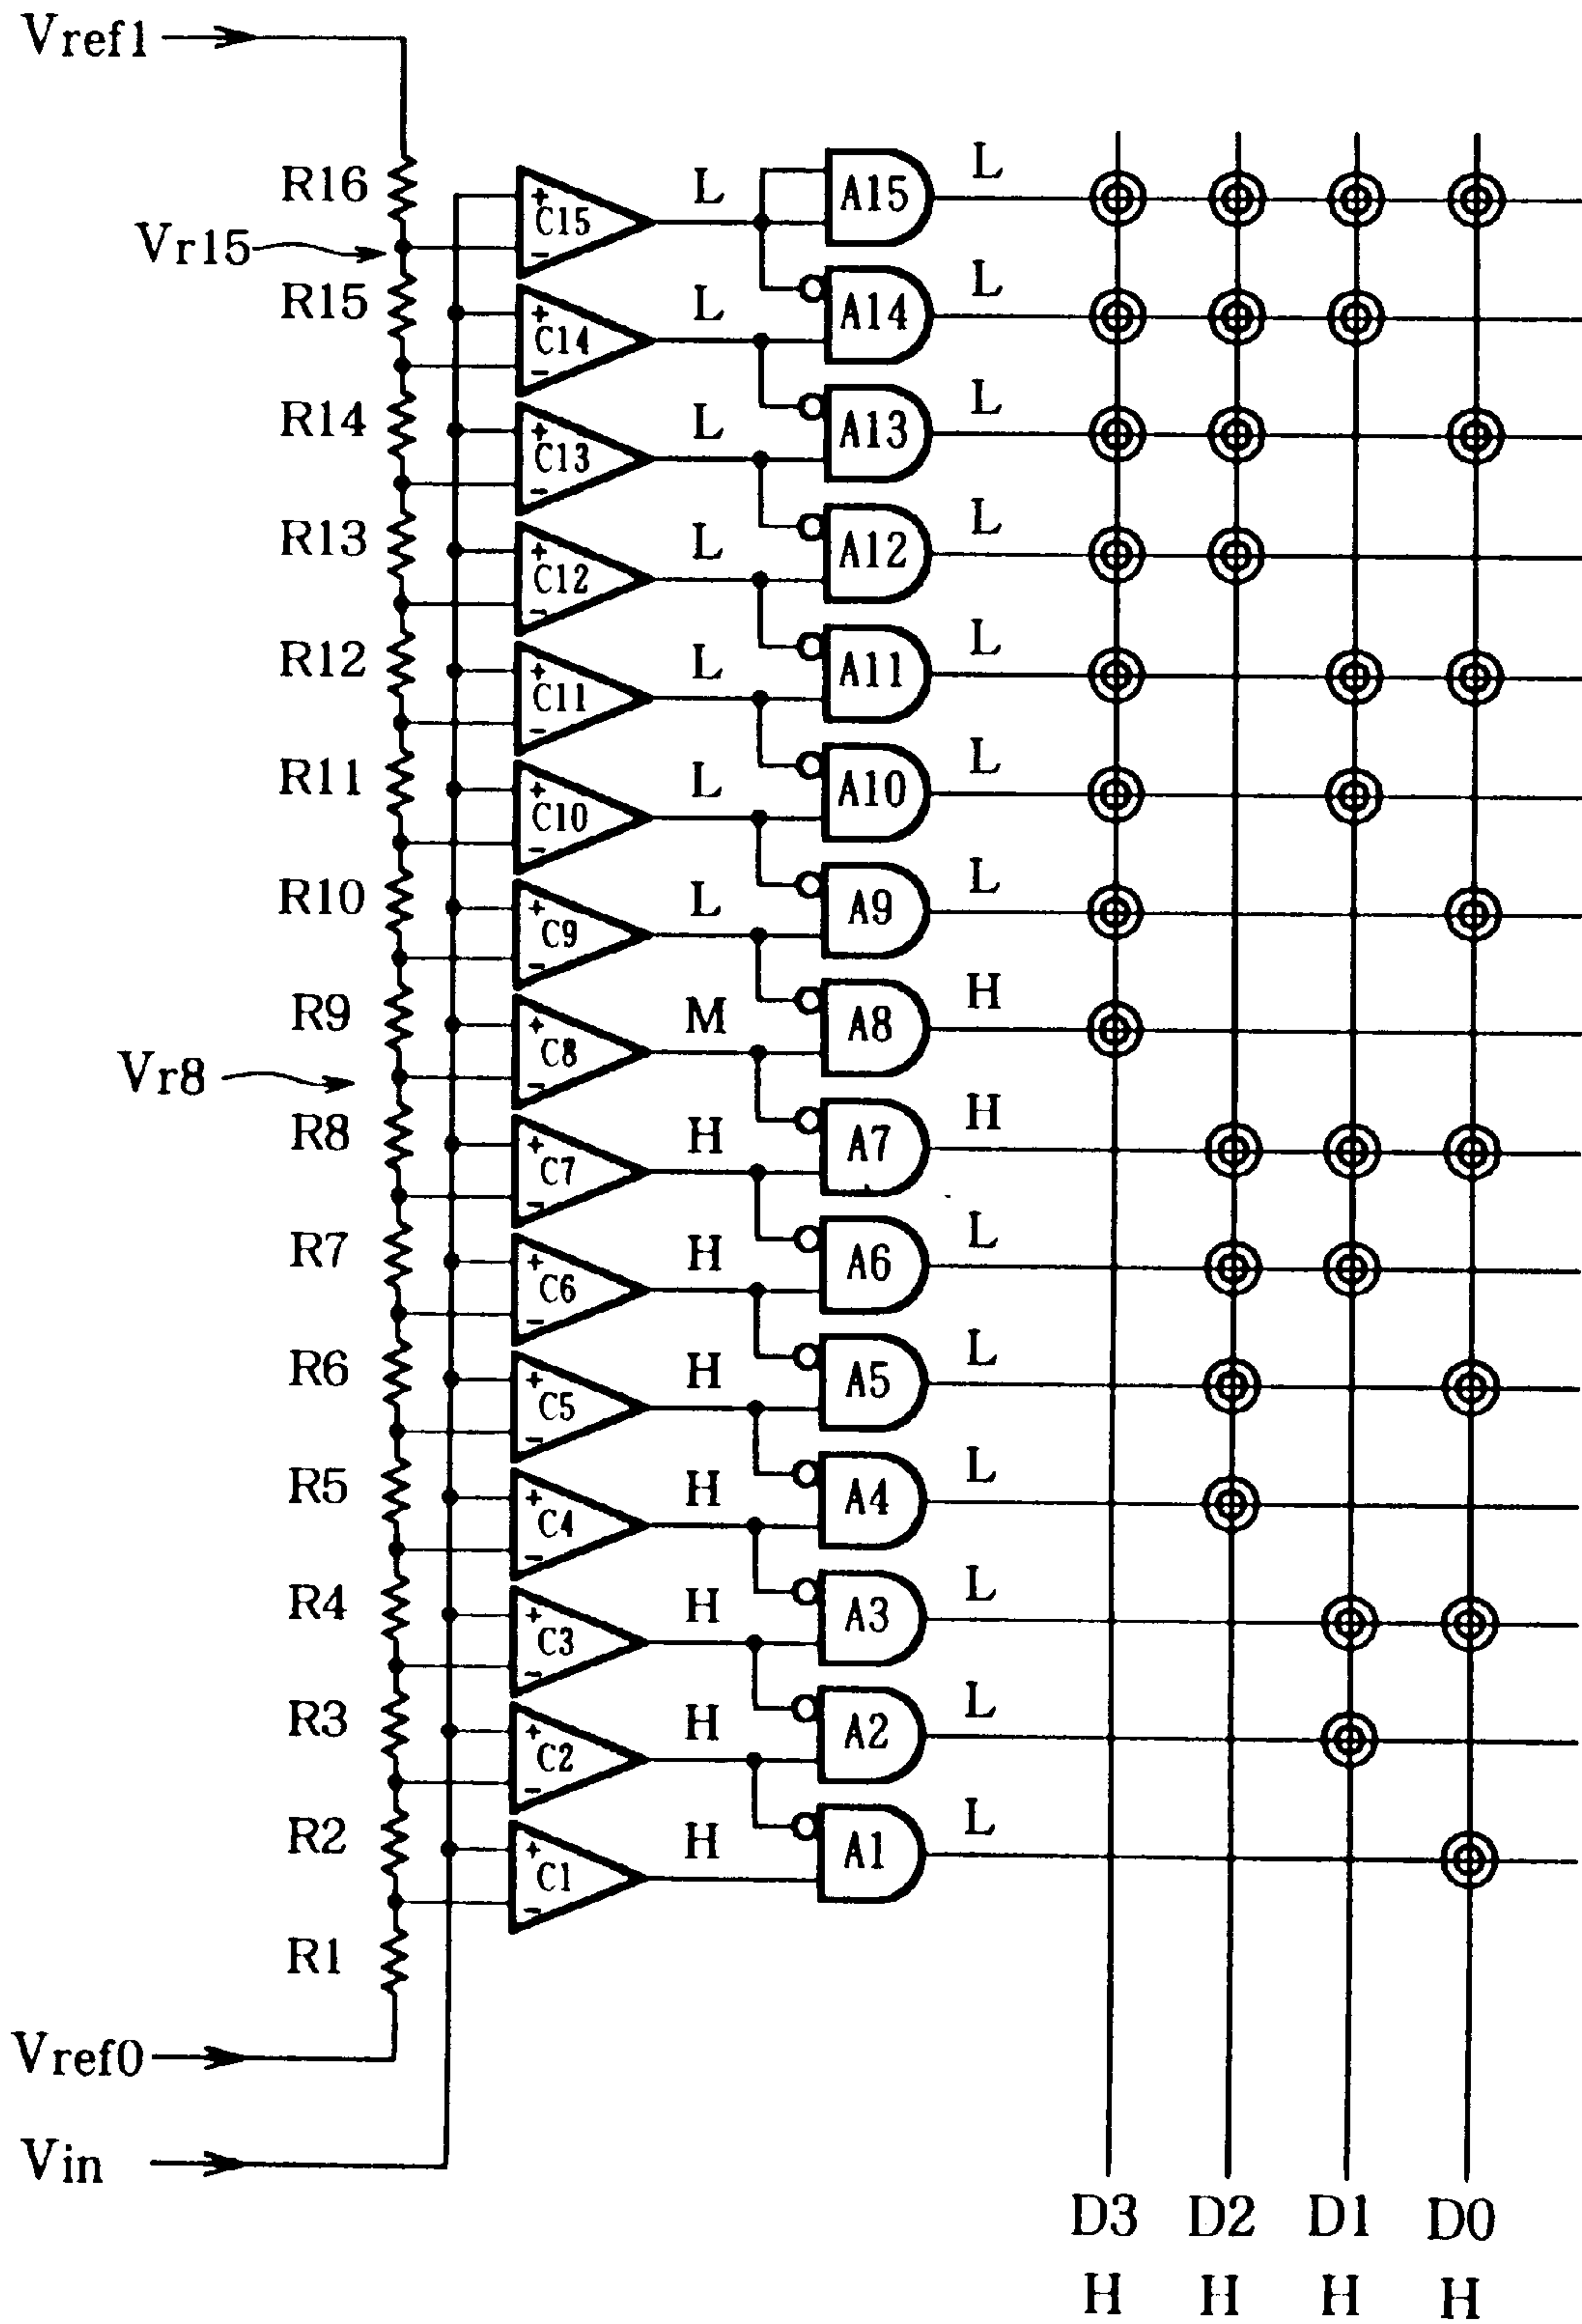 Vref1
R16
+
C15
−
L
A15
L
Vr15
R15
+
C14
−
L
A14
L
R14
+
C13
−
L
A13
L
R13
+
C12
−
L
A12
L
R12
+
C11
−
L
A11
L
R11
+
C10
−
L
A10
L
R10
+
C9
−
L
A9
L
R9
+
C8
−
M
A8
H
Vr8
R8
+
C7
−
H
A7
H
R7
+
C6
−
H
A6
L
R6
+
C5
−
H
A5
L
R5
+
C4
−
H
A4
L
R4
+
C3
−
H
A3
L
R3
+
C2
−
H
A2
L
R2
+
C1
−
H
A1
L
R1
Vref0
Vin
D3 D2 D1 D0
H H H H